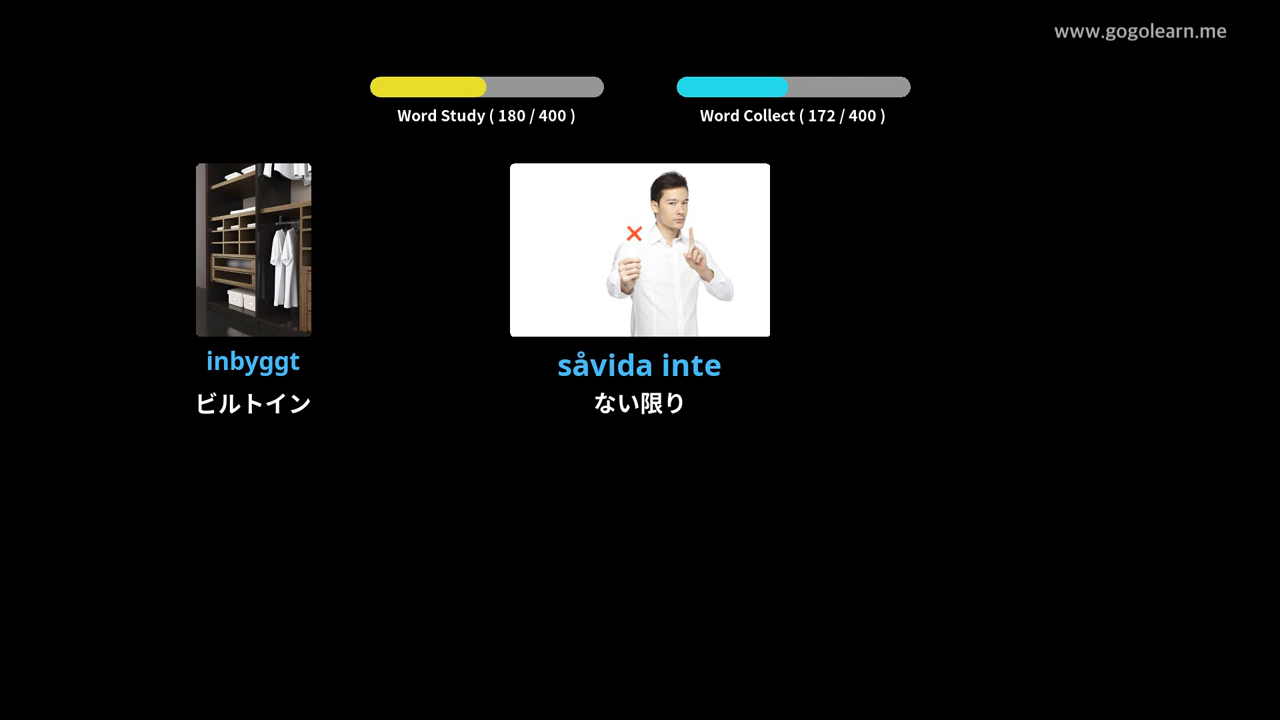 www.gogolearn.me
Word Study ( 180 / 400 )
Word Collect ( 172 / 400 )
inbyggt
ビルトイン
såvida inte
ない限り